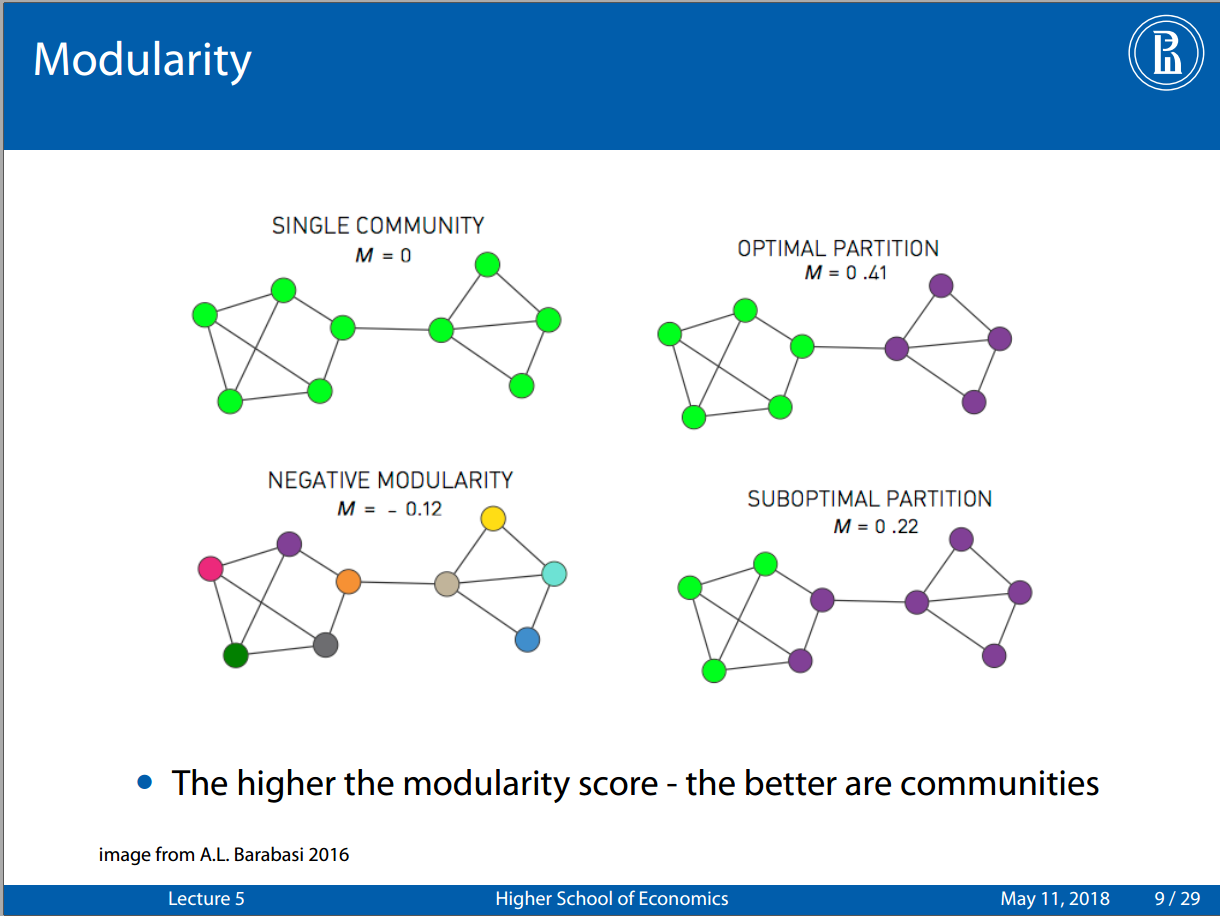 Modularity
SINGLE COMMUNITY
M = 0
OPTIMAL PARTITION
M = 0 .41
NEGATIVE MODULARITY
M = - 0.12
SUBOPTIMAL PARTITION
M = 0 .22
• The higher the modularity score - the better are communities
image from A.L. Barabasi 2016
Lecture 5 Higher School of Economics May 11, 2018 9 / 29